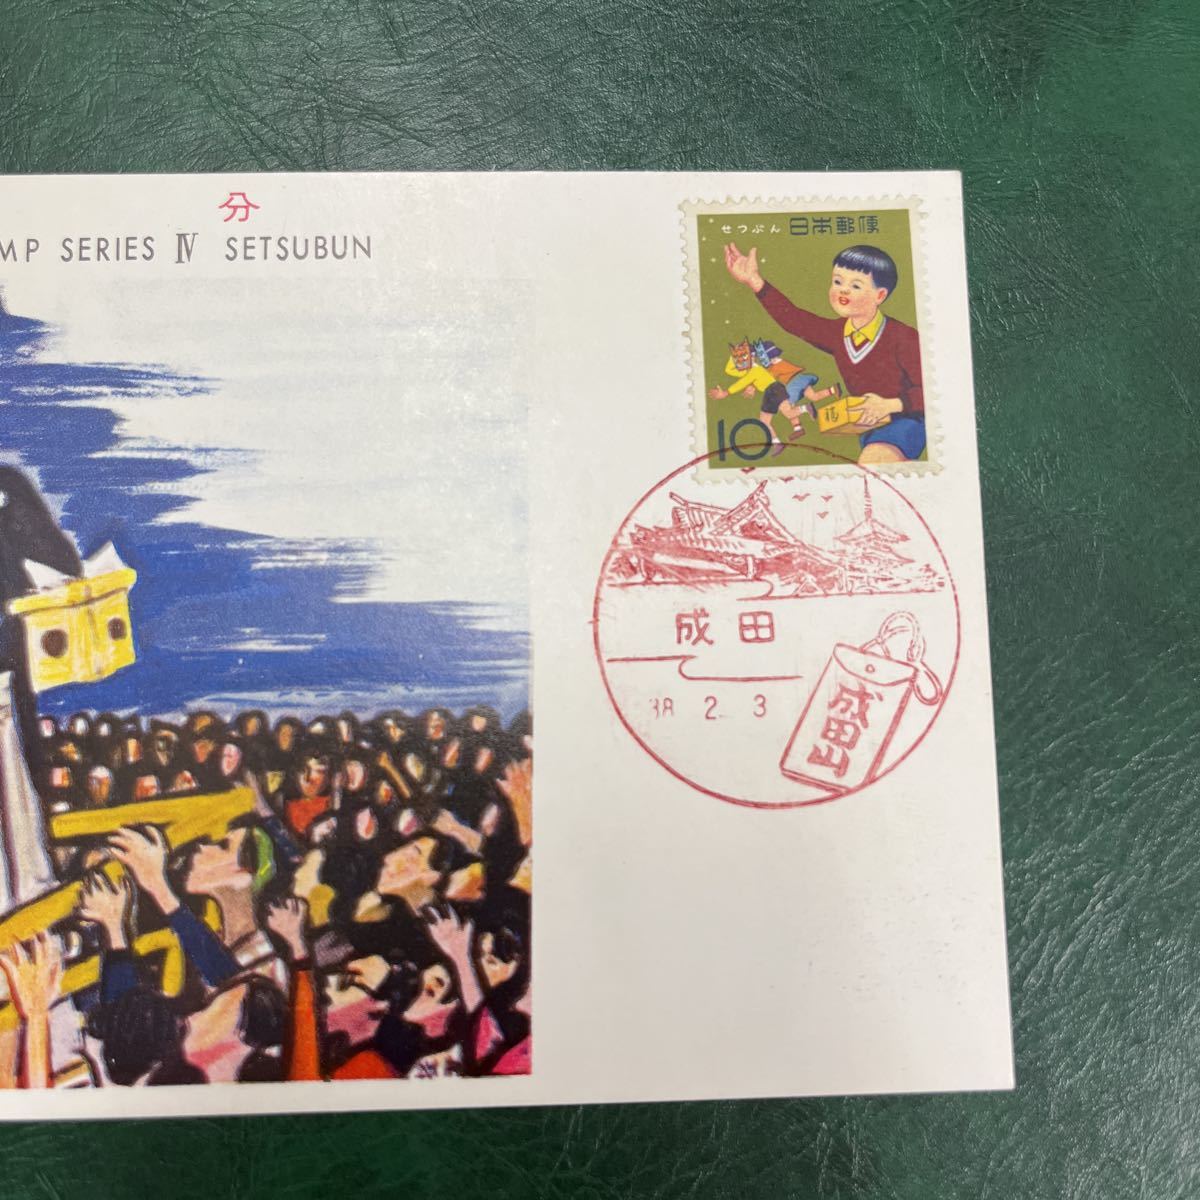 分
MP SERIES Ⅳ SETSUBUN
せつぶん 日本郵便
福
10
成田
38 2. 3
成田山